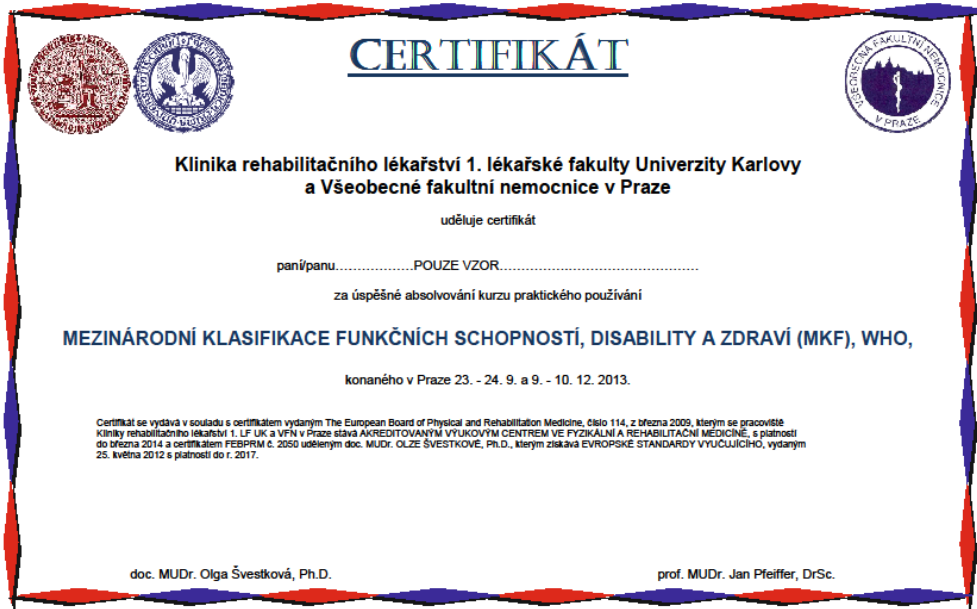 CERTIFIKÁT
VŠEOBECNÁ FAKULTNÍ NEMOCNICE
V PRAZE
Klinika rehabilitačního lékařství 1. lékařské fakulty Univerzity Karlovy
a Všeobecné fakultní nemocnice v Praze
uděluje certifikát
paní/panu..................POUZE VZOR..............................................
za úspěšné absolvování kurzu praktického používání
MEZINÁRODNÍ KLASIFIKACE FUNKČNÍCH SCHOPNOSTÍ, DISABILITY A ZDRAVÍ (MKF), WHO,
konaného v Praze 23. - 24. 9. a 9. - 10. 12. 2013.
Certifikát se vydává v souladu s certifikátem vydaným The European Board of Physical and Rehabilitation Medicine, číslo 114, z března 2009, kterým se pracoviště
Kliniky rehabilitačního lékařství 1. LF UK a VFN v Praze stává AKREDITOVANÝM VÝUKOVÝM CENTREM VE FYZIKÁLNÍ A REHABILITAČNÍ MEDICÍNĚ, s platností
do března 2014 a certifikátem FEBPRM č. 2050 uděleným doc. MUDr. OLZE ŠVESTKOVÉ, Ph.D., kterým získává EVROPSKÉ STANDARDY VYUČUJÍCÍHO, vydaným
25. května 2012 s platností do r. 2017.
doc. MUDr. Olga Švestková, Ph.D.
prof. MUDr. Jan Pfeiffer, DrSc.